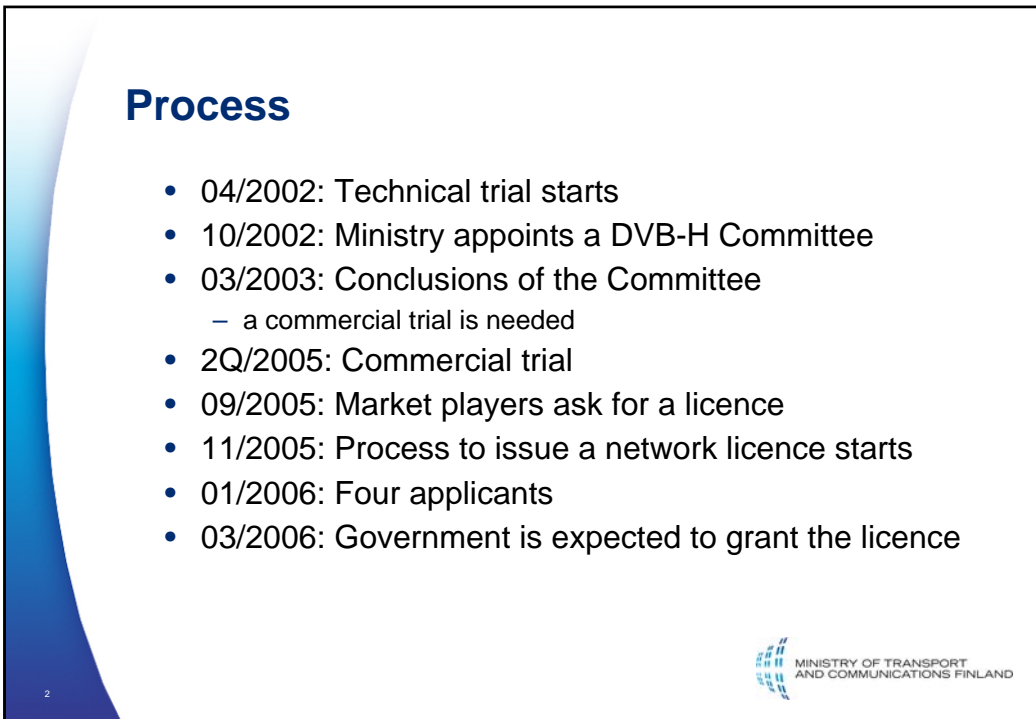 Process
• 04/2002: Technical trial starts
• 10/2002: Ministry appoints a DVB-H Committee
• 03/2003: Conclusions of the Committee
– a commercial trial is needed
• 2Q/2005: Commercial trial
• 09/2005: Market players ask for a licence
• 11/2005: Process to issue a network licence starts
• 01/2006: Four applicants
• 03/2006: Government is expected to grant the licence
MINISTRY OF TRANSPORT
AND COMMUNICATIONS FINLAND
2